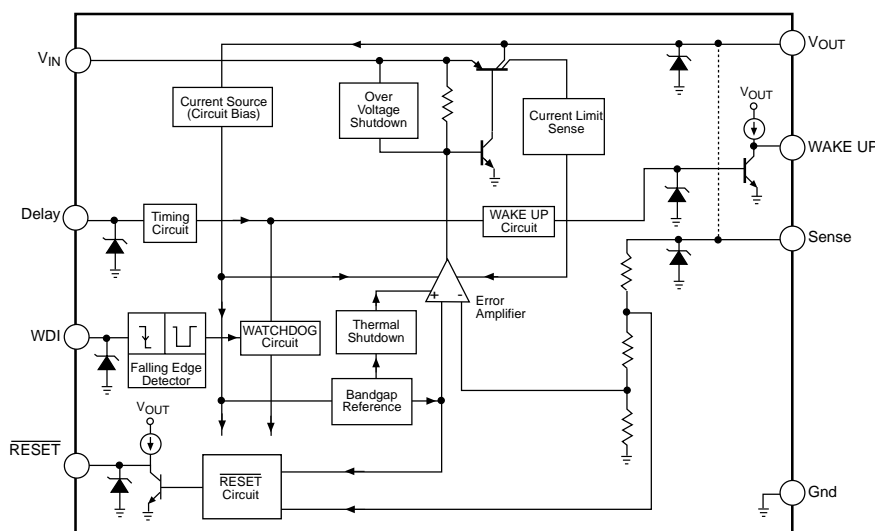 VIN
VOUT
Current Source
(Circuit Bias)
Over
Voltage
Shutdown
Current Limit
Sense
VOUT
WAKE UP
Delay
Timing
Circuit
WAKE UP
Circuit
Sense
+ -
Error
Amplifier
WDI
Falling Edge
Detector
WATCHDOG
Circuit
Thermal
Shutdown
Bandgap
Reference
VOUT
RESET
RESET
Circuit
Gnd